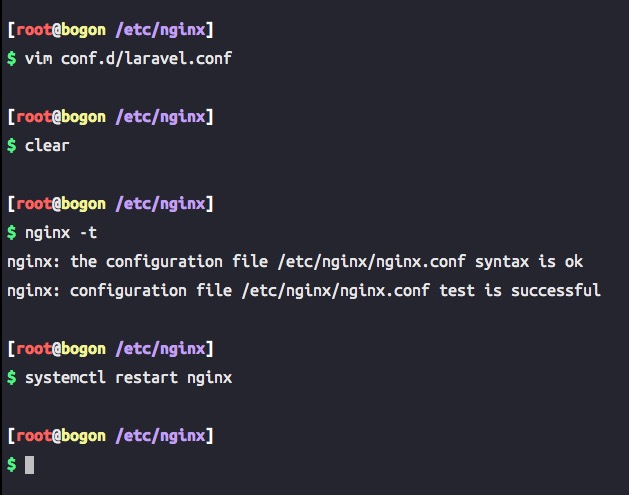 [root@bogon /etc/nginx]
$ vim conf.d/laravel.conf
[root@bogon /etc/nginx]
$ clear
[root@bogon /etc/nginx]
$ nginx -t
nginx: the configuration file /etc/nginx/nginx.conf syntax is ok
nginx: configuration file /etc/nginx/nginx.conf test is successful
[root@bogon /etc/nginx]
$ systemctl restart nginx
[root@bogon /etc/nginx]
$